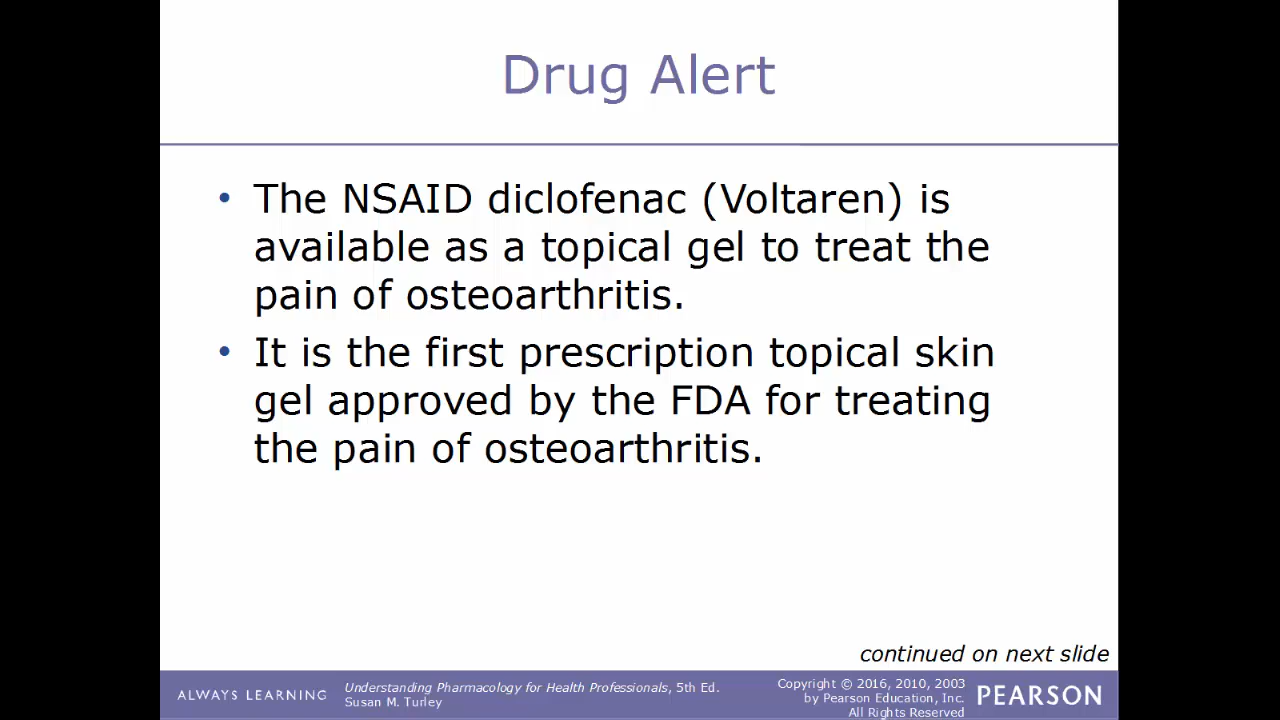 Drug Alert
• The NSAID diclofenac (Voltaren) is
available as a topical gel to treat the
pain of osteoarthritis.
• It is the first prescription topical skin
gel approved by the FDA for treating
the pain of osteoarthritis.
continued on next slide
ALWAYS LEARNING
Understanding Pharmacology for Health Professionals, 5th Ed.
Susan M. Turley
Copyright © 2016, 2010, 2003
by Pearson Education, Inc.
All Rights Reserved
PEARSON